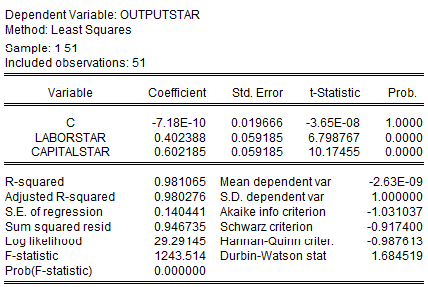 Dependent Variable: OUTPUTSTAR
Method: Least Squares
Sample: 1 51
Included observations: 51
Variable Coefficient Std. Error t-Statistic Prob.
C -7.18E-10 0.019666 -3.65E-08 1.0000
LABORSTAR 0.402388 0.059185 6.798767 0.0000
CAPITALSTAR 0.602185 0.059185 10.17455 0.0000
R-squared 0.981065 Mean dependent var -2.63E-09
Adjusted R-squared 0.980276 S.D. dependent var 1.000000
S.E. of regression 0.140441 Akaike info criterion -1.031037
Sum squared resid 0.946735 Schwarz criterion -0.917400
Log likelihood 29.29145 Hannan-Quinn criter. -0.987613
F-statistic 1243.514 Durbin-Watson stat 1.684519
Prob(F-statistic) 0.000000